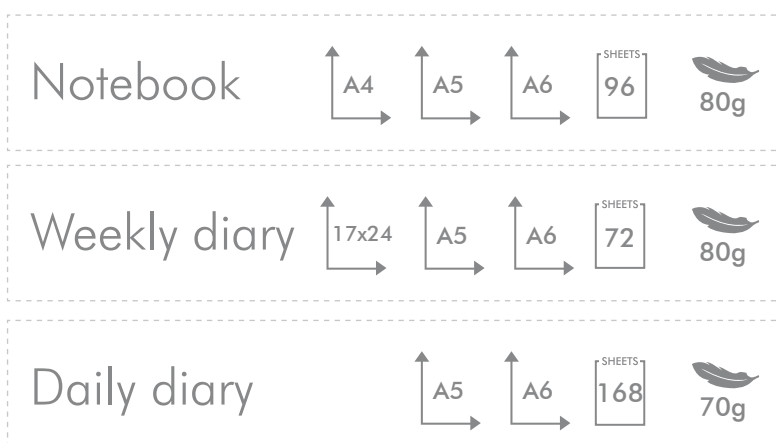 Notebook A4 A5 A6 SHEETS 96 80g
Weekly diary 17x24 A5 A6 SHEETS 72 80g
Daily diary A5 A6 SHEETS 168 70g